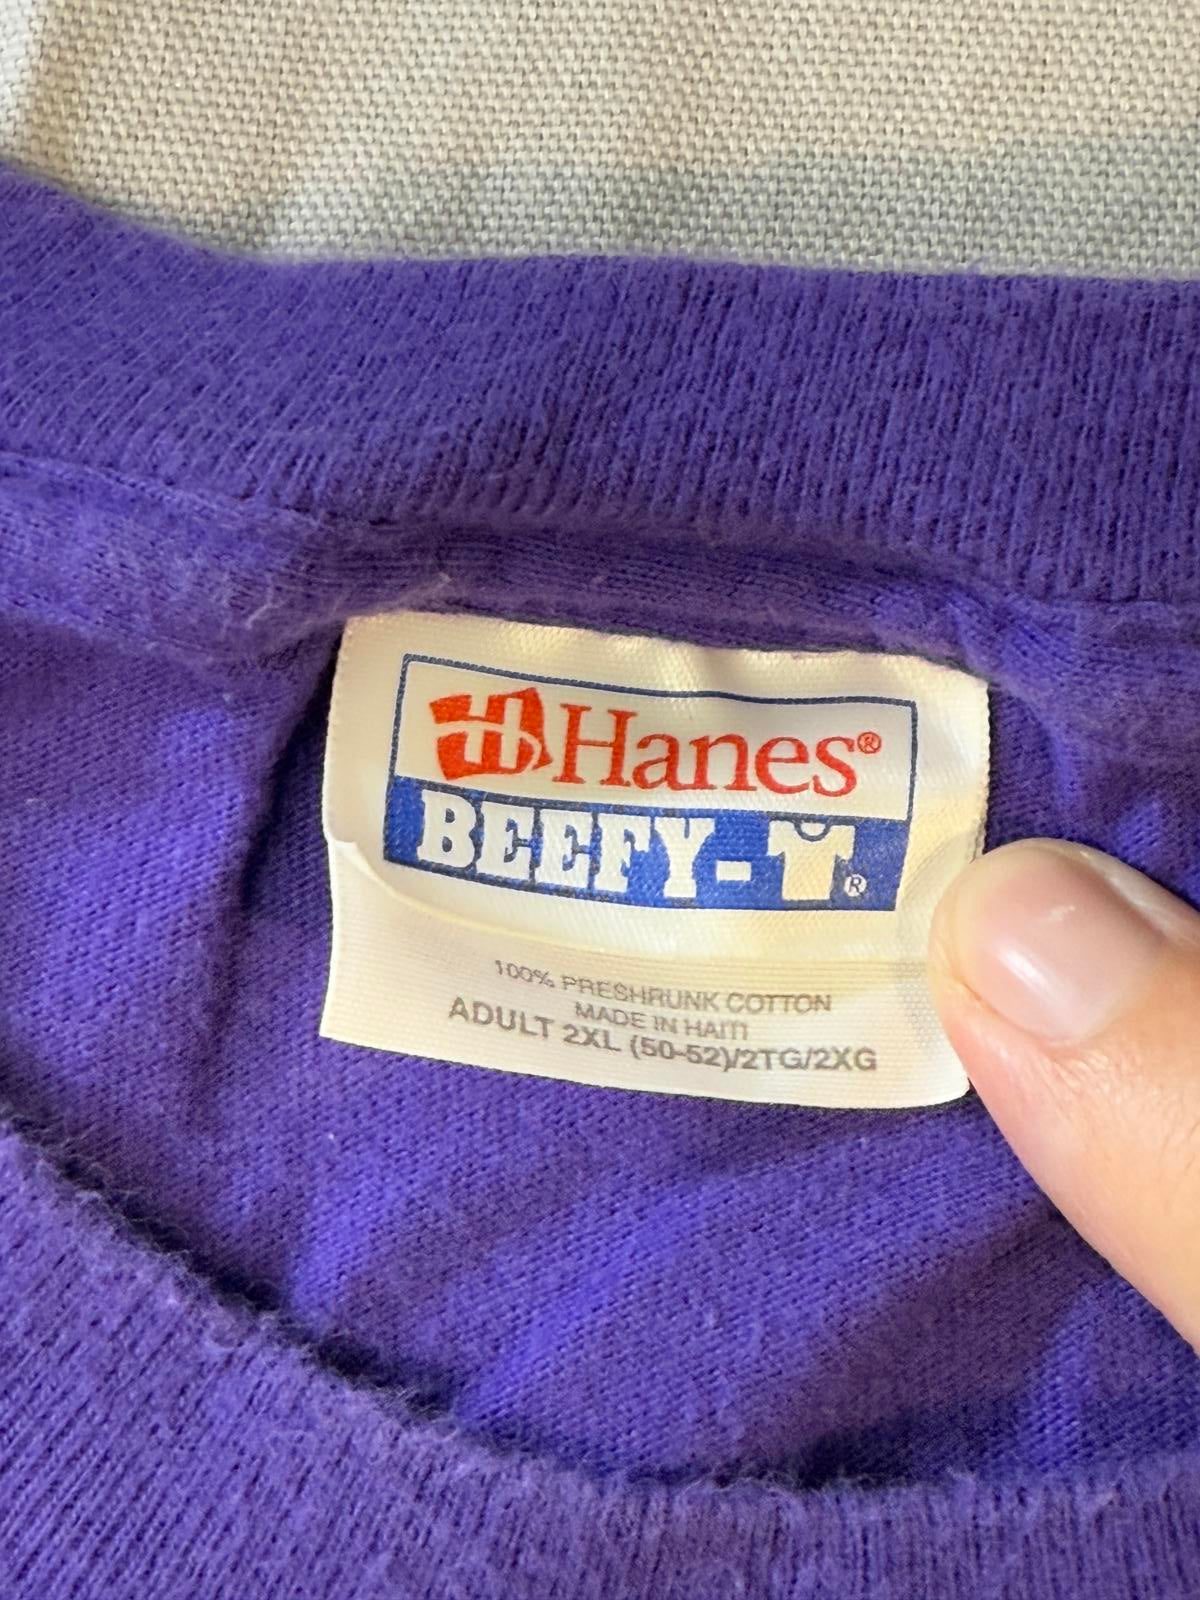 H Hanes®
BEEFY-T®
100% PRESHRUNK COTTON
MADE IN HAITI
ADULT 2XL (50-52)/2TG/2XG